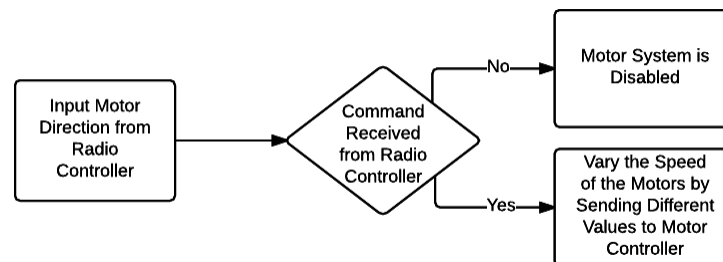 Input Motor
Direction from
Radio
Controller
Command
Received
from Radio
Controller
No
Motor System is
Disabled
Yes
Vary the Speed
of the Motors by
Sending Different
Values to Motor
Controller